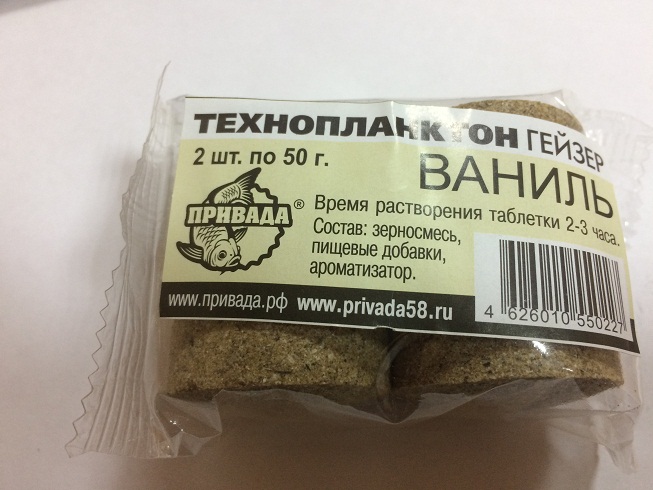 ТЕХНОПЛАНКТОН ГЕЙЗЕР
2 шт. по 50 г.
ВАНИЛЬ
ПРИВАДА ®
Время растворения таблетки 2-3 часа.
Состав: зерносмесь,
пищевые добавки,
ароматизатор.
www.привада.рф www.privada58.ru
4 626010 550227